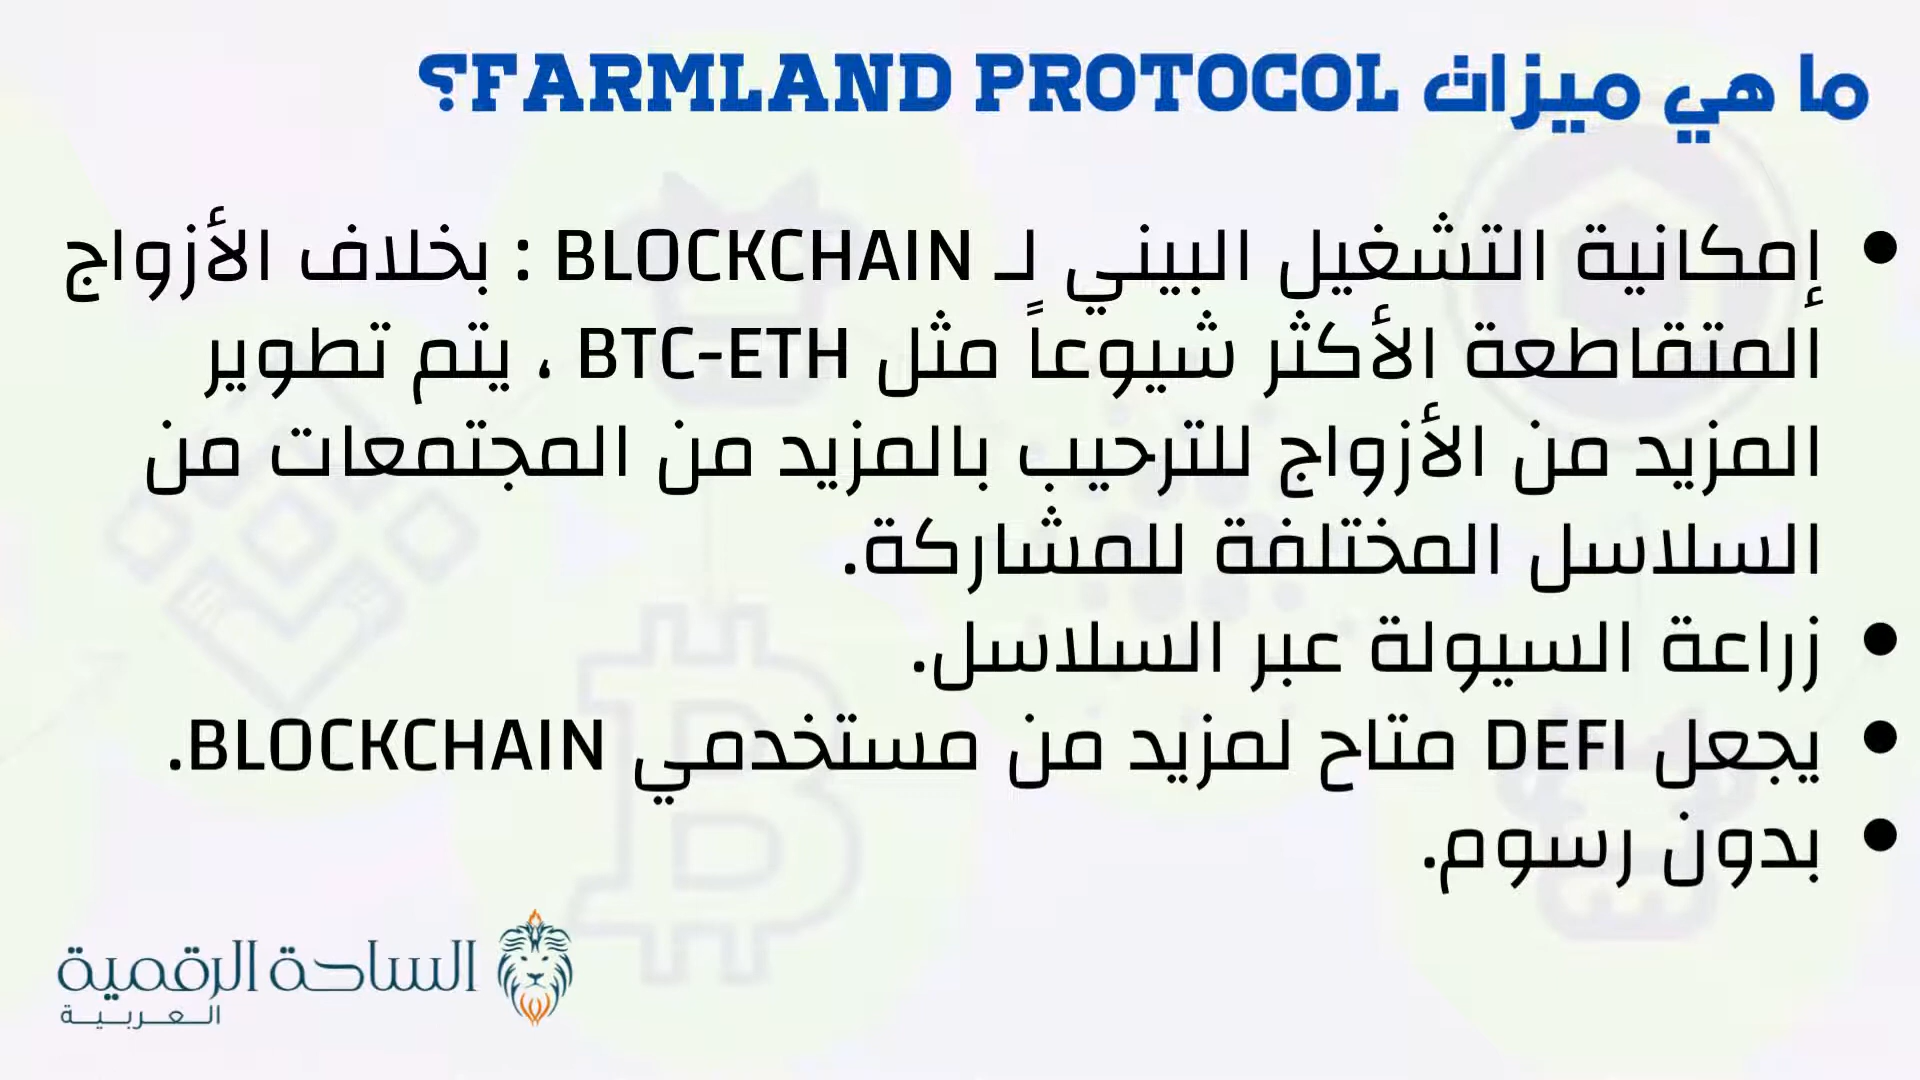 ما هي ميزات FARMLAND PROTOCOL؟
• إمكانية التشغيل البيني لـ BLOCKCHAIN : بخلاف الأزواج
المتقاطعة الأكثر شيوعاً مثل BTC-ETH ، يتم تطوير
المزيد من الأزواج للترحيب بالمزيد من المجتمعات من
السلاسل المختلفة للمشاركة.
• زراعة السيولة عبر السلاسل.
• يجعل DEFI متاح لمزيد من مستخدمي BLOCKCHAIN.
• بدون رسوم.
الساحة الرقمية
العربية